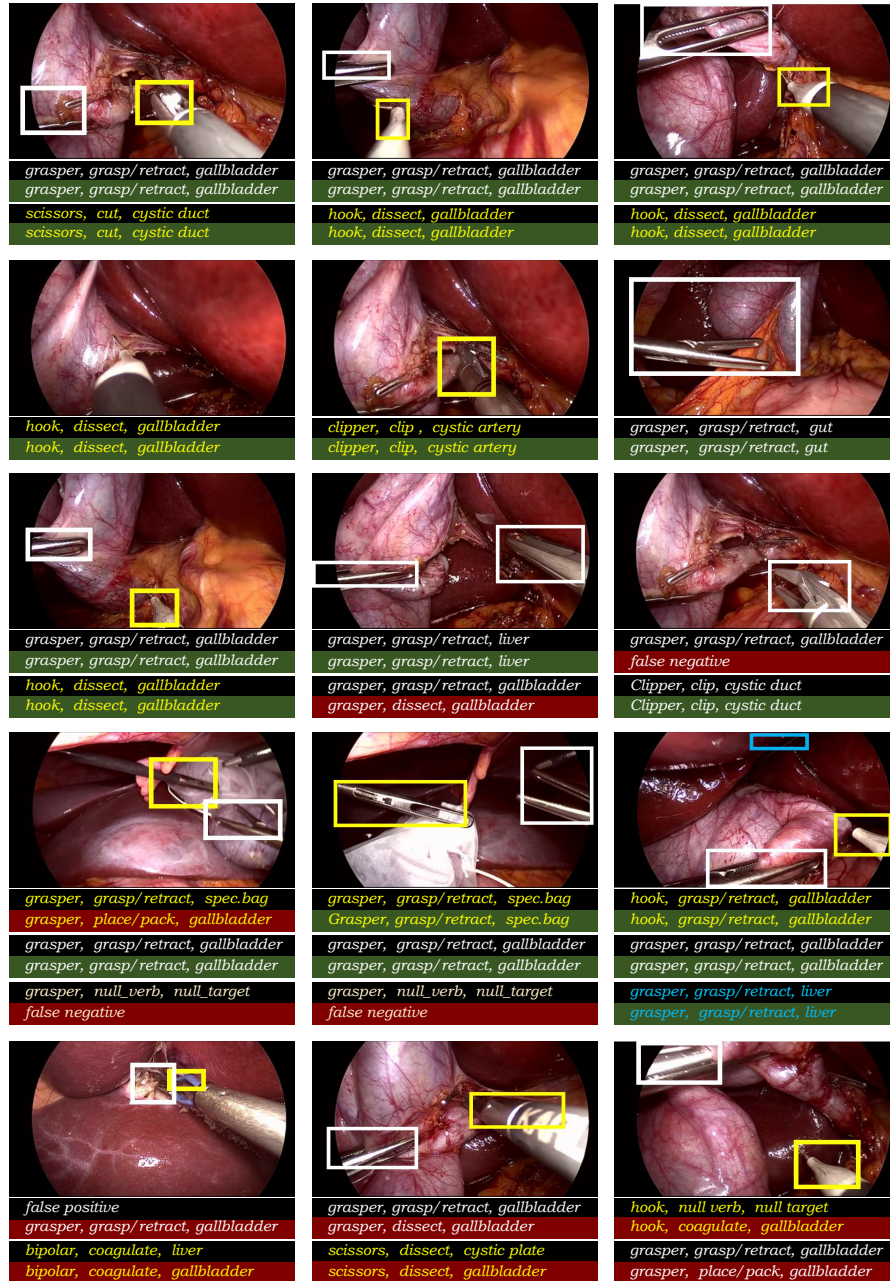 grasper, grasp/retract, gallbladder
grasper, grasp/retract, gallbladder
scissors, cut, cystic duct
scissors, cut, cystic duct
grasper, grasp/retract, gallbladder
grasper, grasp/retract, gallbladder
hook, dissect, gallbladder
hook, dissect, gallbladder
grasper, grasp/retract, gallbladder
grasper, grasp/retract, gallbladder
hook, dissect, gallbladder
hook, dissect, gallbladder
hook, dissect, gallbladder
hook, dissect, gallbladder
clipper, clip , cystic artery
clipper, clip, cystic artery
grasper, grasp/retract, gut
grasper, grasp/retract, gut
grasper, grasp/retract, gallbladder
grasper, grasp/retract, gallbladder
hook, dissect, gallbladder
hook, dissect, gallbladder
grasper, grasp/retract, liver
grasper, grasp/retract, liver
grasper, grasp/retract, gallbladder
grasper, dissect, gallbladder
grasper, grasp/retract, gallbladder
false negative
Clipper, clip, cystic duct
Clipper, clip, cystic duct
grasper, grasp/retract, spec.bag
grasper, place/pack, gallbladder
grasper, grasp/retract, gallbladder
grasper, grasp/retract, gallbladder
grasper, null_verb, null_target
false negative
grasper, grasp/retract, spec.bag
Grasper, grasp/retract, spec.bag
grasper, grasp/retract, gallbladder
grasper, grasp/retract, gallbladder
grasper, null_verb, null_target
false negative
hook, grasp/retract, gallbladder
hook, grasp/retract, gallbladder
grasper, grasp/retract, gallbladder
grasper, grasp/retract, gallbladder
grasper, grasp/retract, liver
grasper, grasp/retract, liver
false positive
grasper, grasp/retract, gallbladder
bipolar, coagulate, liver
bipolar, coagulate, gallbladder
grasper, grasp/retract, gallbladder
grasper, dissect, gallbladder
scissors, dissect, cystic plate
scissors, dissect, gallbladder
hook, null verb, null target
hook, coagulate, gallbladder
grasper, grasp/retract, gallbladder
grasper, place/pack, gallbladder